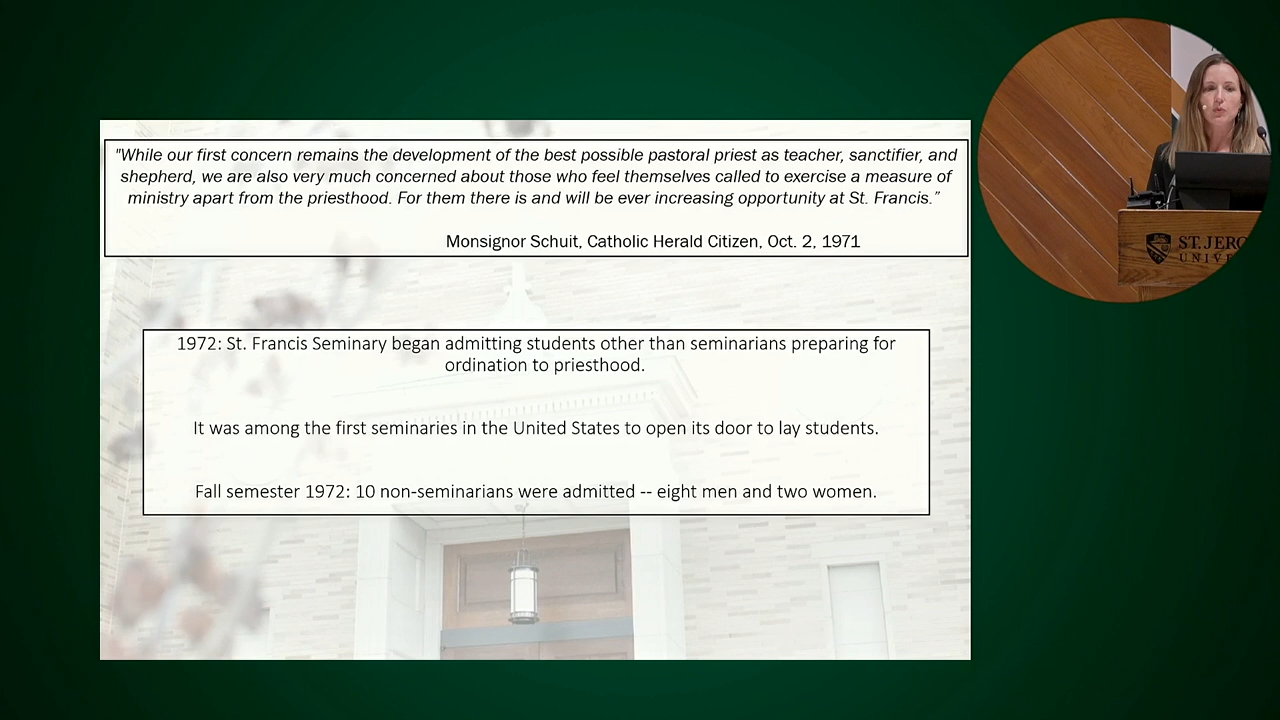 "While our first concern remains the development of the best possible pastoral priest as teacher, sanctifier, and
shepherd, we are also very much concerned about those who feel themselves called to exercise a measure of
ministry apart from the priesthood. For them there is and will be ever increasing opportunity at St. Francis.”
Monsignor Schuit, Catholic Herald Citizen, Oct. 2, 1971
1972: St. Francis Seminary began admitting students other than seminarians preparing for
ordination to priesthood.
It was among the first seminaries in the United States to open its door to lay students.
Fall semester 1972: 10 non-seminarians were admitted -- eight men and two women.
ST. JERO
UNIVE